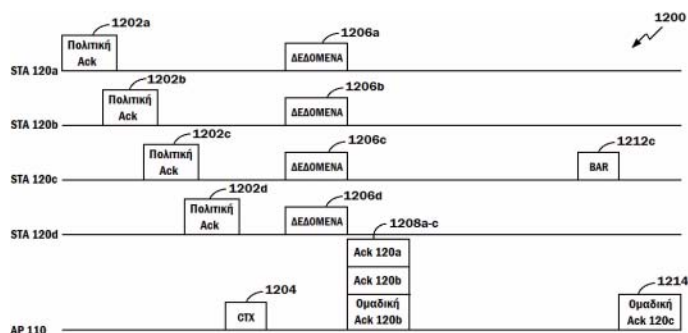 1200
1202a
1206a
Πολιτική
Ack
ΔΕΔΟΜΕΝΑ
STA 120a
1202b
1206b
Πολιτική
Ack
ΔΕΔΟΜΕΝΑ
STA 120b
1202c
1206c
1212c
Πολιτική
Ack
ΔΕΔΟΜΕΝΑ
BAR
STA 120c
1202d
1206d
Πολιτική
Ack
ΔΕΔΟΜΕΝΑ
1208a-c
STA 120d
Ack 120a
Ack 120b
1204
1214
CTX
Ομαδική
Ack 120b
Ομαδική
Ack 120c
AP 110